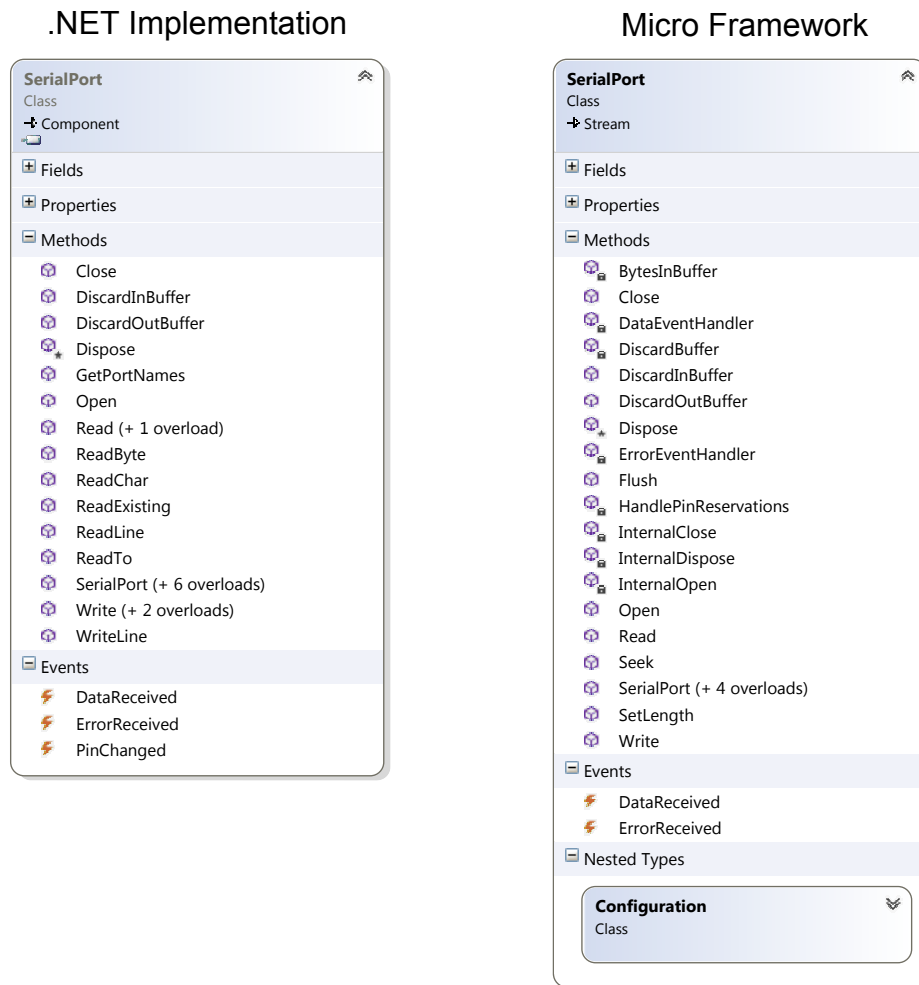 .NET Implementation
SerialPort
Class
Component
Fields
Properties
Methods
Close
DiscardInBuffer
DiscardOutBuffer
Dispose
GetPortNames
Open
Read (+ 1 overload)
ReadByte
ReadChar
ReadExisting
ReadLine
ReadTo
SerialPort (+ 6 overloads)
Write (+ 2 overloads)
WriteLine
Events
DataReceived
ErrorReceived
PinChanged
Micro Framework
SerialPort
Class
Stream
Fields
Properties
Methods
BytesInBuffer
Close
DataEventHandler
DiscardBuffer
DiscardInBuffer
DiscardOutBuffer
Dispose
ErrorEventHandler
Flush
HandlePinReservations
InternalClose
InternalDispose
InternalOpen
Open
Read
Seek
SerialPort (+ 4 overloads)
SetLength
Write
Events
DataReceived
ErrorReceived
Nested Types
Configuration
Class